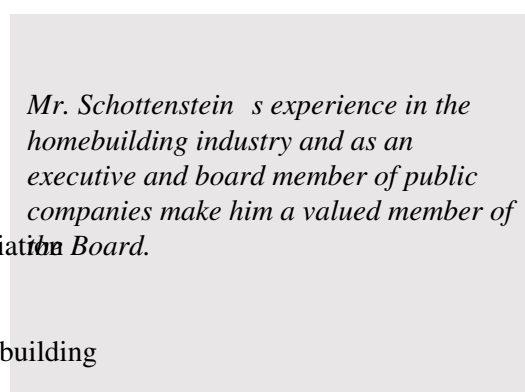 Mr. Schottenstein s experience in the
homebuilding industry and as an
executive and board member of public
companies make him a valued member of
iation the Board.
building